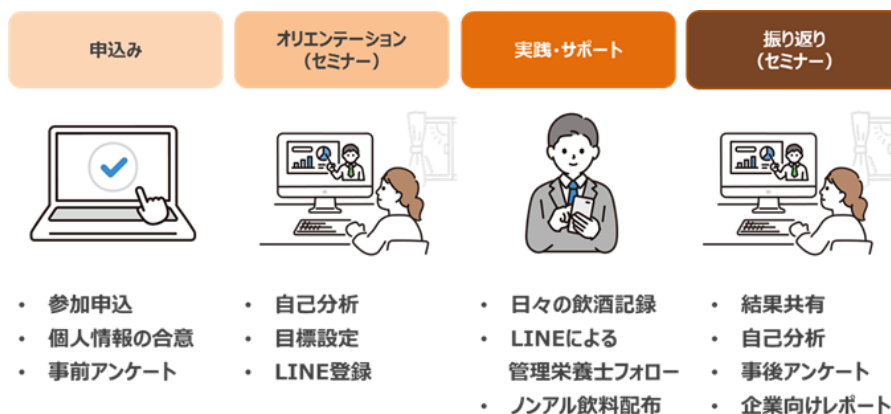 申込み
オリエンテーション
(セミナー)
実践・サポート
振り返り
(セミナー)
・ 参加申込
・ 個人情報の合意
・ 事前アンケート
・ 自己分析
・ 目標設定
・ LINE登録
・ 日々の飲酒記録
・ LINEによる
管理栄養士フォロー
・ ノンアル飲料配布
・ 結果共有
・ 自己分析
・ 事後アンケート
・ 企業向けレポート